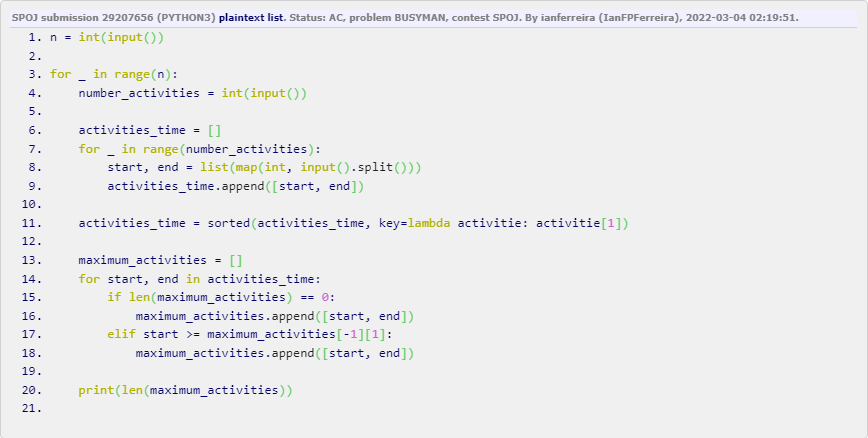 SPOJ submission 29207656 (PYTHON3) plaintext list. Status: AC, problem BUSYMAN, contest SPOJ. By ianferreira (IanFPFerreira), 2022-03-04 02:19:51.
1. n = int(input())
2.
3. for _ in range(n):
4.     number_activities = int(input())
5.
6.     activities_time = []
7.     for _ in range(number_activities):
8.         start, end = list(map(int, input().split()))
9.         activities_time.append([start, end])
10.
11.     activities_time = sorted(activities_time, key=lambda activitie: activitie[1])
12.
13.     maximum_activities = []
14.     for start, end in activities_time:
15.         if len(maximum_activities) == 0:
16.             maximum_activities.append([start, end])
17.         elif start >= maximum_activities[-1][1]:
18.             maximum_activities.append([start, end])
19.
20.     print(len(maximum_activities))
21.